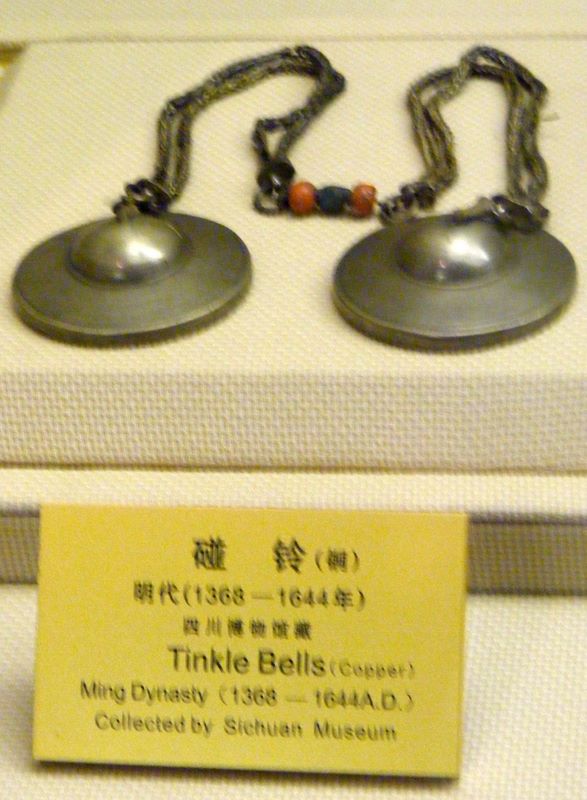 碰 铃(铜)
明代(1368—1644年)
四川博物馆藏
Tinkle Bells(Copper)
Ming Dynasty (1368 — 1644A.D.)
Collected by Sichuan Museum